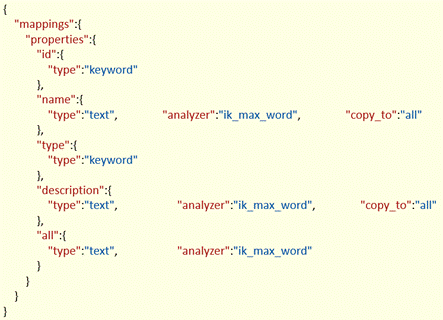 {
"mappings":{
"properties":{
"id":{
"type":"keyword"
},
"name":{
"type":"text", "analyzer":"ik_max_word", "copy_to":"all"
},
"type":{
"type":"keyword"
},
"description":{
"type":"text", "analyzer":"ik_max_word", "copy_to":"all"
},
"all":{
"type":"text", "analyzer":"ik_max_word"
}
}
}
}